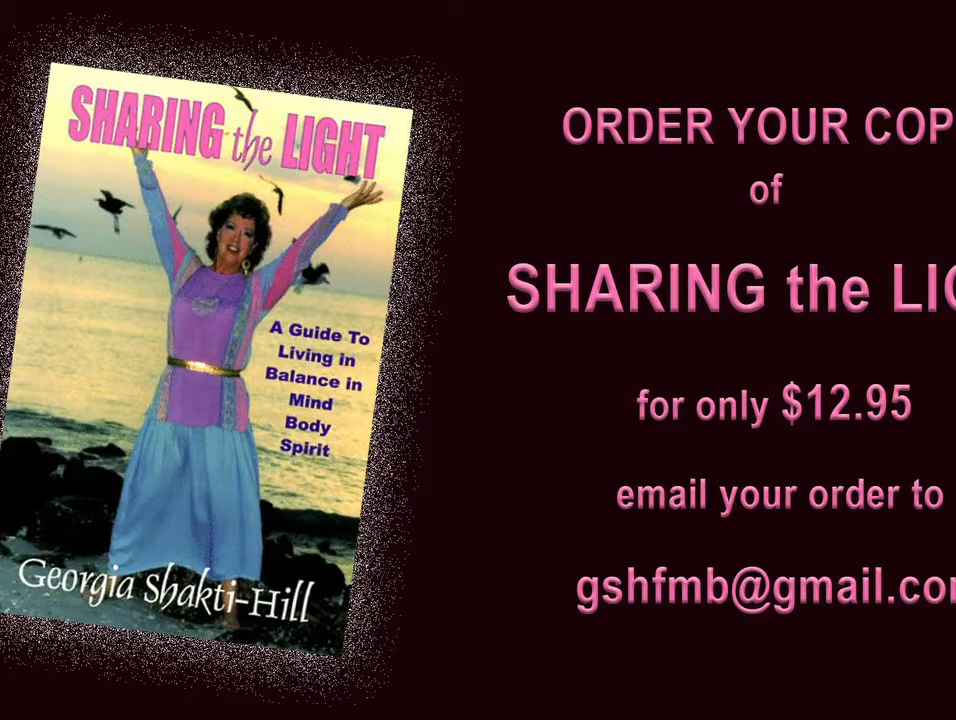 SHARING the LIGHT
A Guide To
Living in
Balance in
Mind
Body
Spirit
Georgia Shakti-Hill
ORDER YOUR COP
of
SHARING the LIG
for only $12.95
email your order to
gshfmb@gmail.co